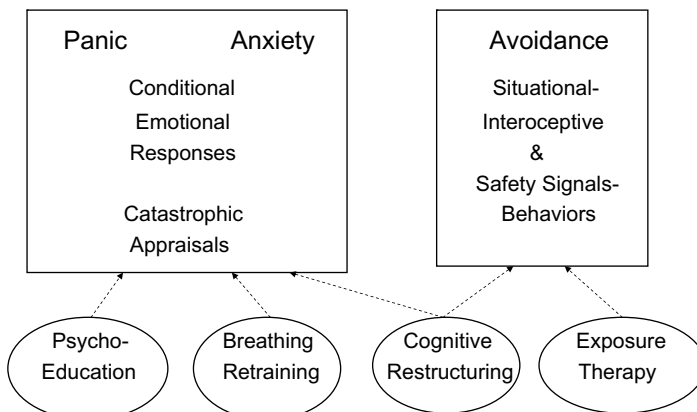 Panic Anxiety
Conditional
Emotional
Responses
Catastrophic
Appraisals
Avoidance
Situational-
Interoceptive
&
Safety Signals-
Behaviors
Psycho-
Education
Breathing
Retraining
Cognitive
Restructuring
Exposure
Therapy